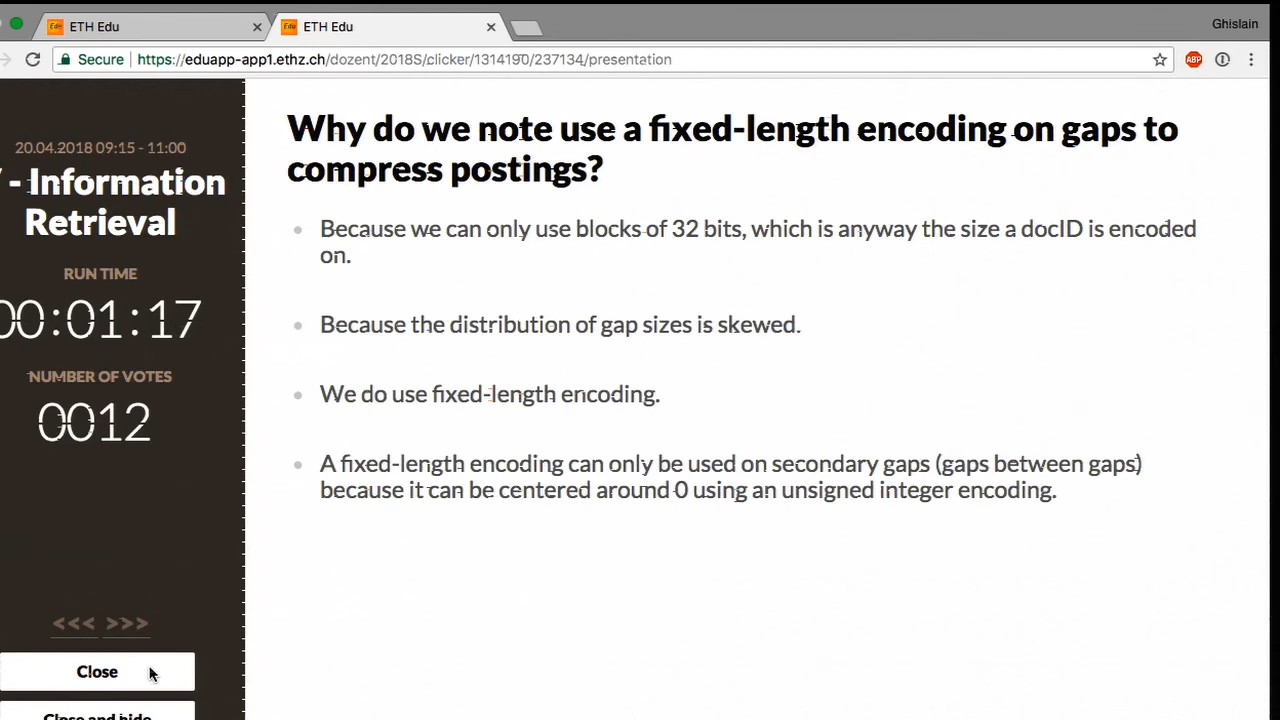 ETH Edu
ETH Edu
Ghislain
Secure https://eduapp-app1.ethz.ch/dozent/2018S/clicker/1314190/237134/presentation
ABP
20.04.2018 09:15 - 11:00
- Information
Retrieval
RUN TIME
00:01:17
NUMBER OF VOTES
0012
<<< >>>
Close
Close and hide
Why do we note use a fixed-length encoding on gaps to
compress postings?
Because we can only use blocks of 32 bits, which is anyway the size a docID is encoded
on.
Because the distribution of gap sizes is skewed.
We do use fixed-length encoding.
A fixed-length encoding can only be used on secondary gaps (gaps between gaps)
because it can be centered around 0 using an unsigned integer encoding.